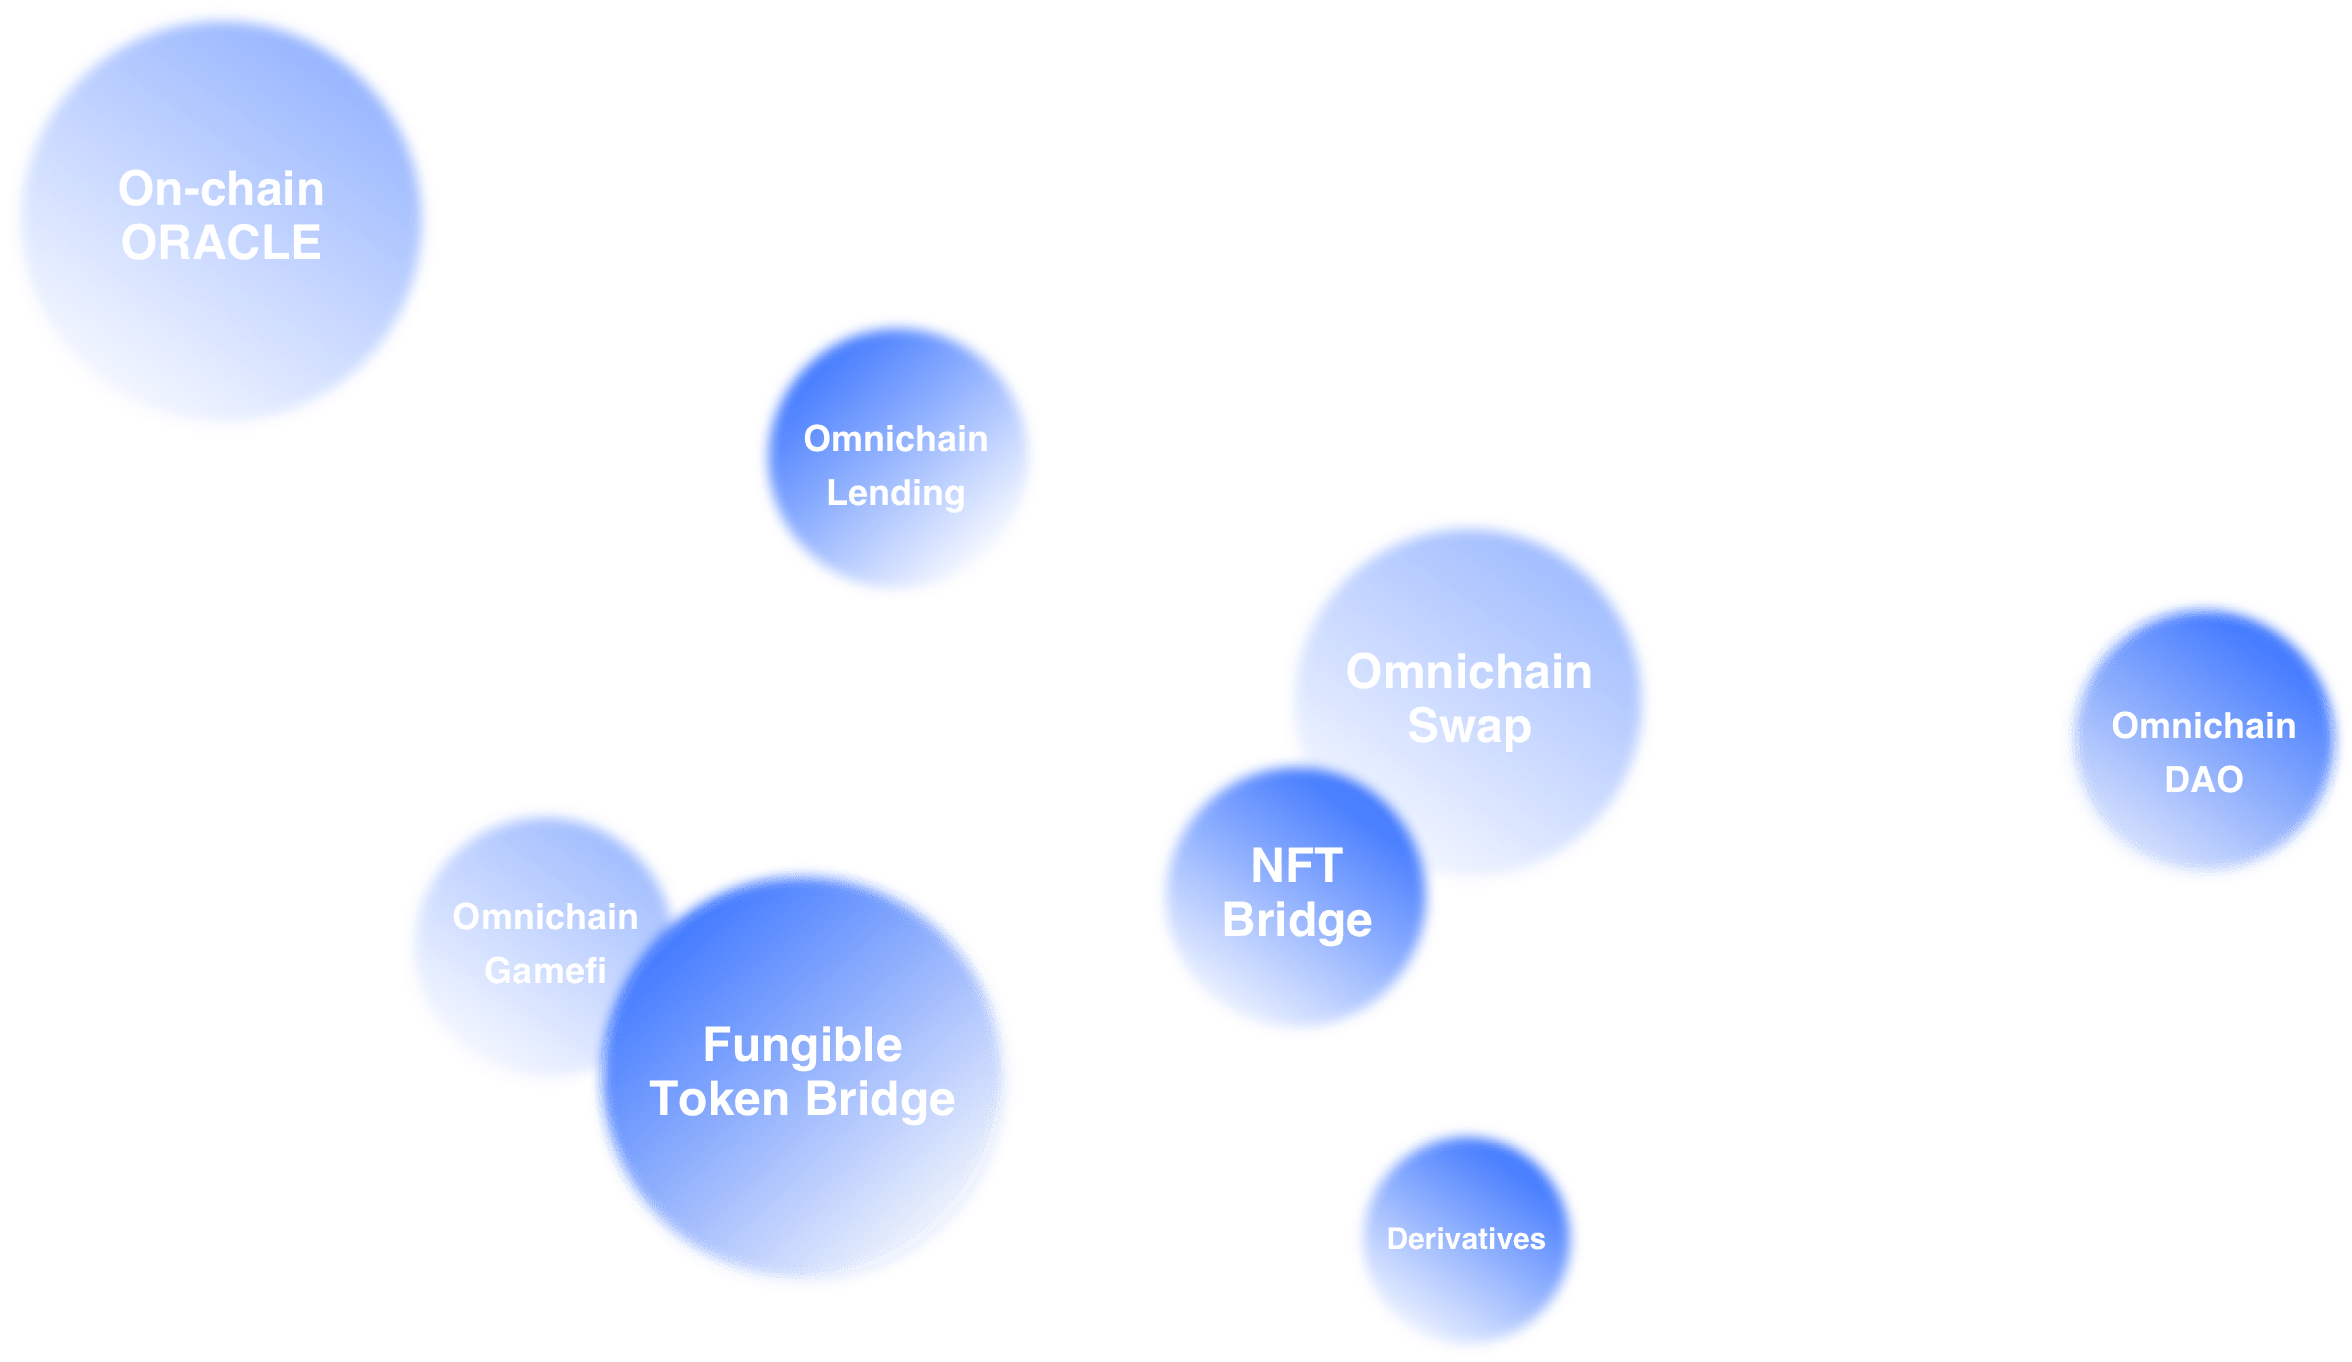 On-chain
ORACLE
Omnichain
Lending
Omnichain
Swap
Omnichain
DAO
NFT
Bridge
Omnichain
Gamefi
Fungible
Token Bridge
Derivatives